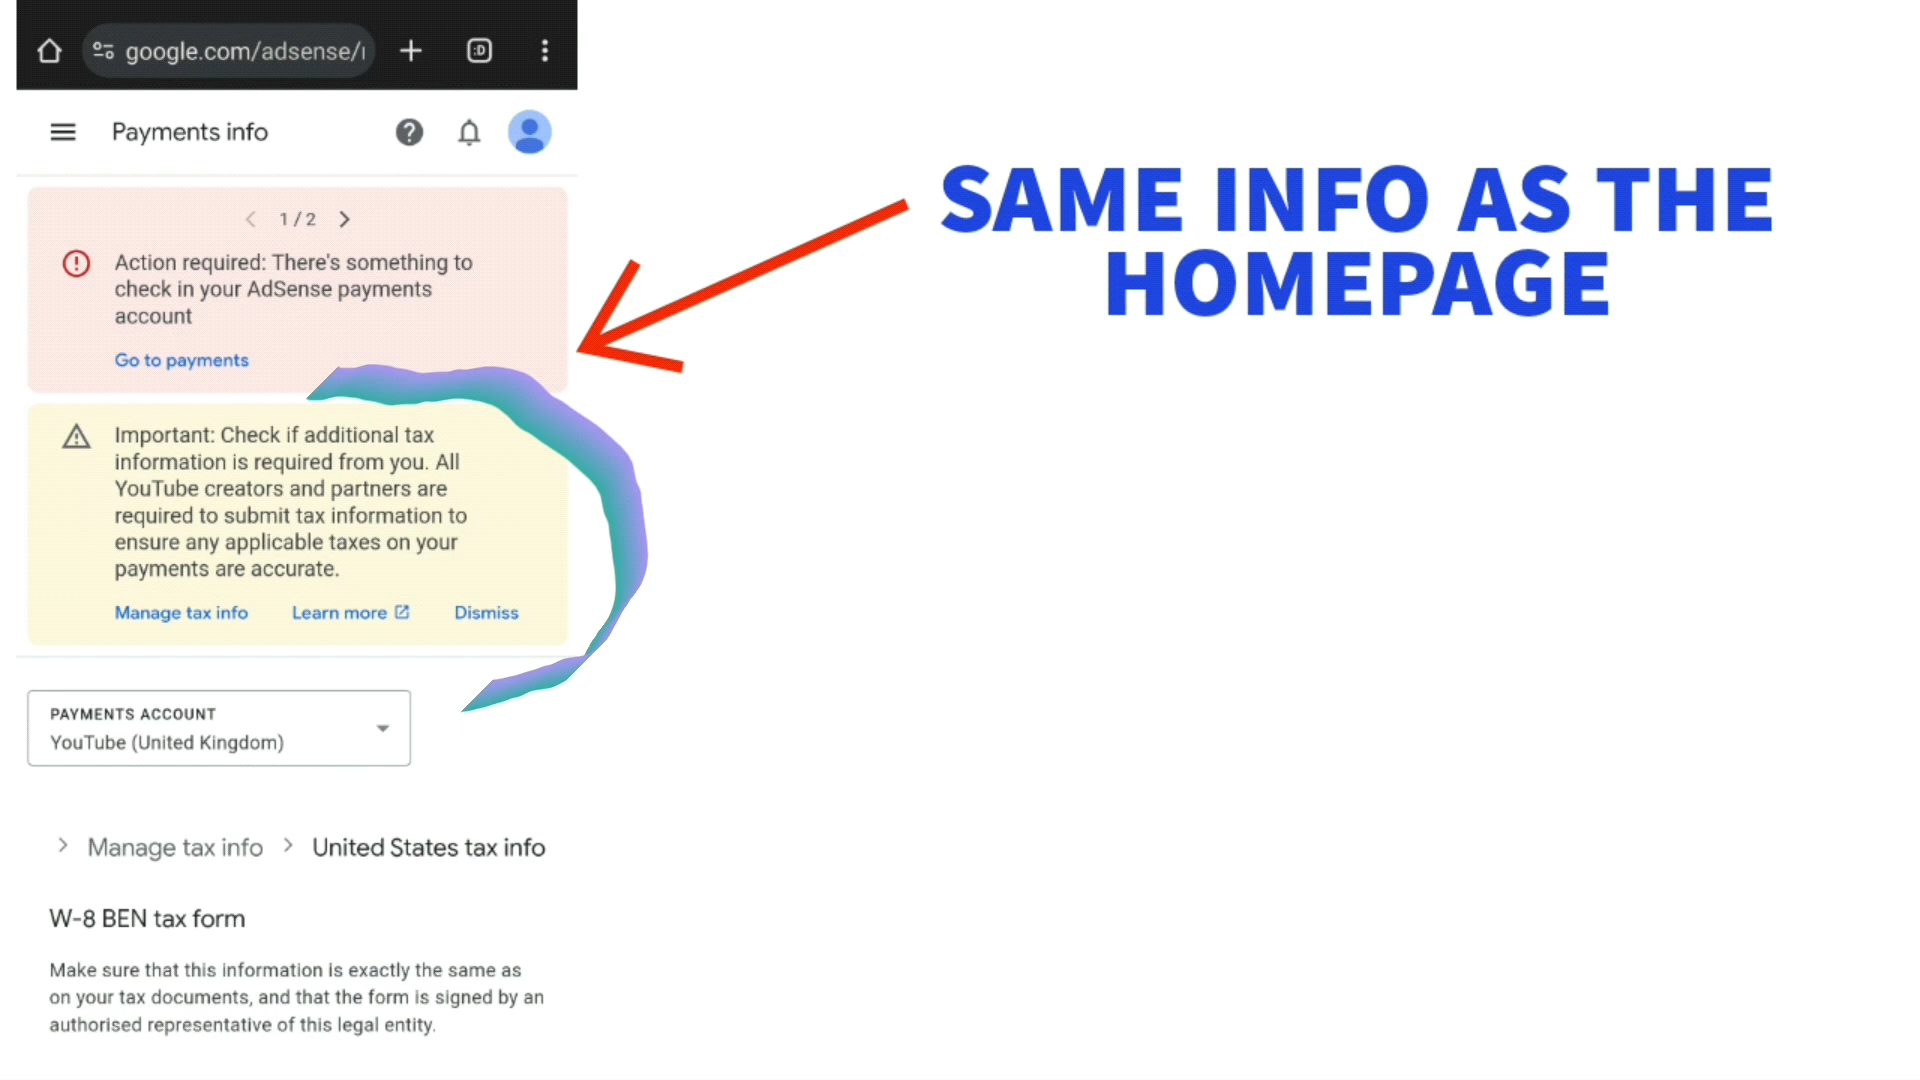 google.com/adsense/
:D
Payments info
1 / 2
Action required: There's something to
check in your AdSense payments
account
Go to payments
Important: Check if additional tax
information is required from you. All
YouTube creators and partners are
required to submit tax information to
ensure any applicable taxes on your
payments are accurate.
Manage tax info Learn more Dismiss
PAYMENTS ACCOUNT
YouTube (United Kingdom)
Manage tax info > United States tax info
W-8 BEN tax form
Make sure that this information is exactly the same as
on your tax documents, and that the form is signed by an
authorised representative of this legal entity.
SAME INFO AS THE
HOMEPAGE